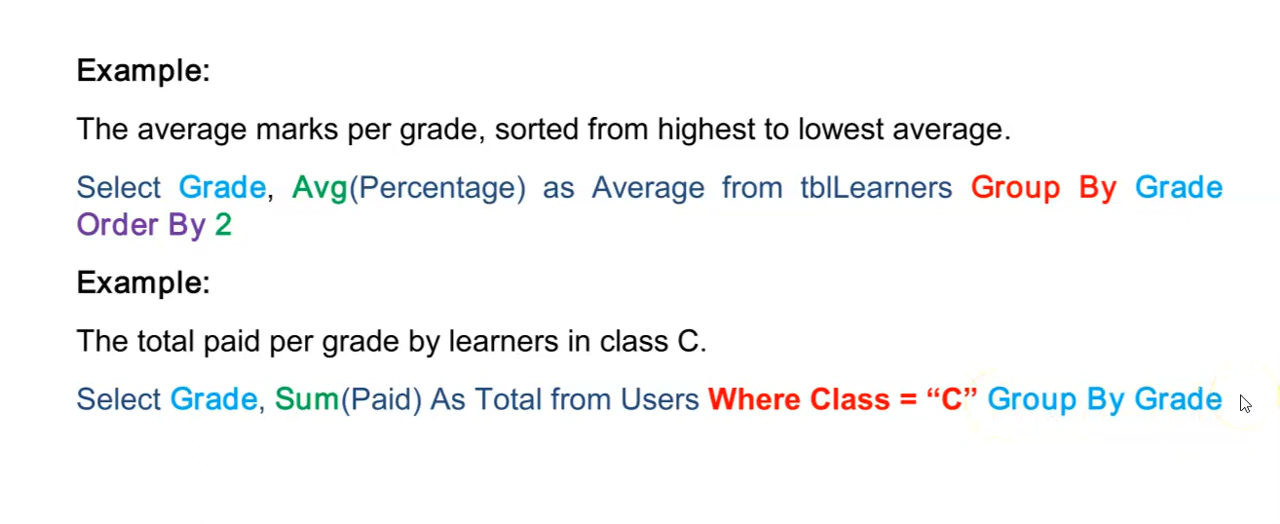 Example:
The average marks per grade, sorted from highest to lowest average.
Select Grade, Avg(Percentage) as Average from tblLearners Group By Grade
Order By 2
Example:
The total paid per grade by learners in class C.
Select Grade, Sum(Paid) As Total from Users Where Class = “C” Group By Grade